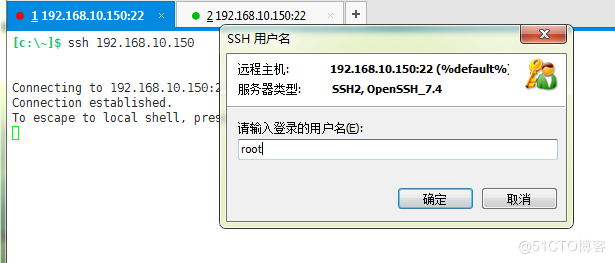 1 192.168.10.150:22
2 192.168.10.150:22
[c:\~]$ ssh 192.168.10.150
Connecting to 192.168.10.150:2
Connection established.
To escape to local shell, pres
SSH 用户名
远程主机: 192.168.10.150:22 (%default%)
服务器类型: SSH2, OpenSSH_7.4
请输入登录的用户名(E):
root
确定 取消
@51CTO博客